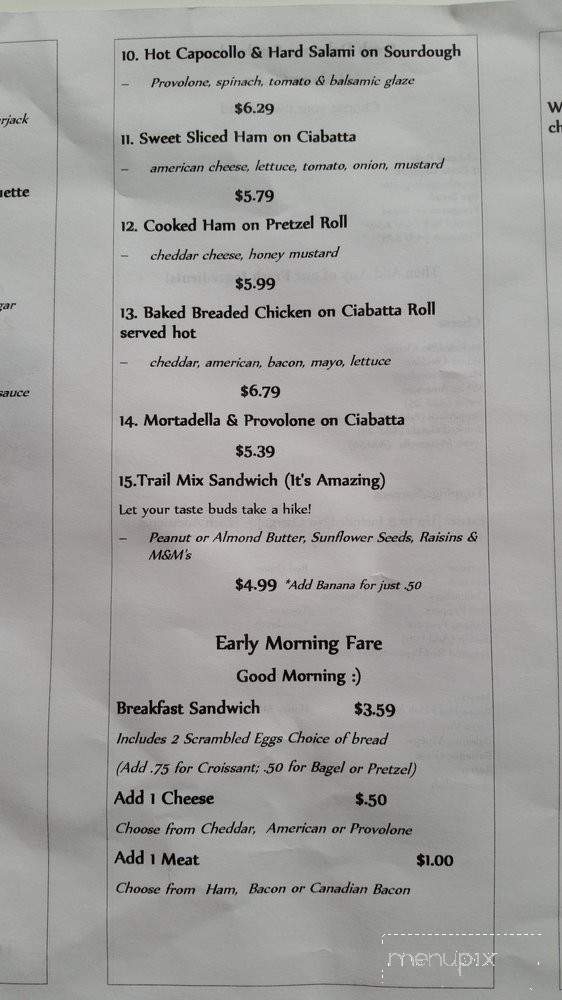 rjack
uette
gar
sauce
10. Hot Capocollo & Hard Salami on Sourdough
– Provolone, spinach, tomato & balsamic glaze
$6.29
11. Sweet Sliced Ham on Ciabatta
– american cheese, lettuce, tomato, onion, mustard
$5.79
12. Cooked Ham on Pretzel Roll
– cheddar cheese, honey mustard
$5.99
13. Baked Breaded Chicken on Ciabatta Roll
served hot
– cheddar, american, bacon, mayo, lettuce
$6.79
14. Mortadella & Provolone on Ciabatta
$5.39
15.Trail Mix Sandwich (It's Amazing)
Let your taste buds take a hike!
– Peanut or Almond Butter, Sunflower Seeds, Raisins &
M&M's
$4.99 *Add Banana for just .50
Early Morning Fare
Good Morning :)
Breakfast Sandwich $3.59
Includes 2 Scrambled Eggs Choice of bread
(Add .75 for Croissant; .50 for Bagel or Pretzel)
Add 1 Cheese $.50
Choose from Cheddar, American or Provolone
Add 1 Meat $1.00
Choose from Ham, Bacon or Canadian Bacon
W
ch
menupix